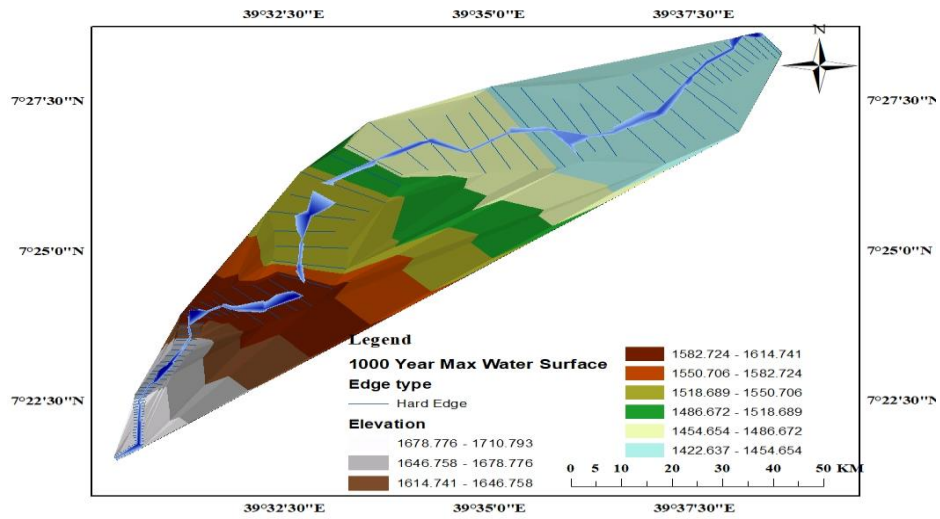 39°32'30"E 39°35'0"E 39°37'30"E
N
7°27'30"N 7°27'30"N
7°25'0"N 7°25'0"N
Legend
1000 Year Max Water Surface
Edge type
Hard Edge
Elevation
1678.776 - 1710.793
1646.758 - 1678.776
1614.741 - 1646.758
1582.724 - 1614.741
1550.706 - 1582.724
1518.689 - 1550.706
1486.672 - 1518.689
1454.654 - 1486.672
1422.637 - 1454.654
7°22'30"N 7°22'30"N
0 5 10 20 30 40 50 KM
39°32'30"E 39°35'0"E 39°37'30"E